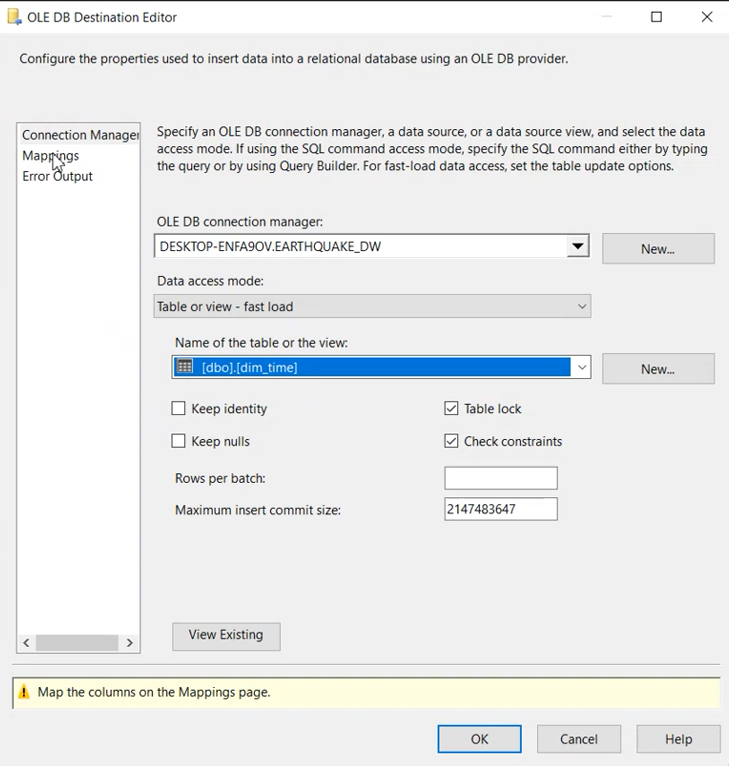 OLE DB Destination Editor
Configure the properties used to insert data into a relational database using an OLE DB provider.
Connection Manager
Mappings
Error Output
Specify an OLE DB connection manager, a data source, or a data source view, and select the data
access mode. If using the SQL command access mode, specify the SQL command either by typing
the query or by using Query Builder. For fast-load data access, set the table update options.
OLE DB connection manager:
DESKTOP-ENFA9OV.EARTHQUAKE_DW
New...
Data access mode:
Table or view - fast load
Name of the table or the view:
[dbo].[dim_time]
New...
Keep identity
Table lock
Keep nulls
Check constraints
Rows per batch:
Maximum insert commit size:
2147483647
View Existing
Map the columns on the Mappings page.
OK
Cancel
Help